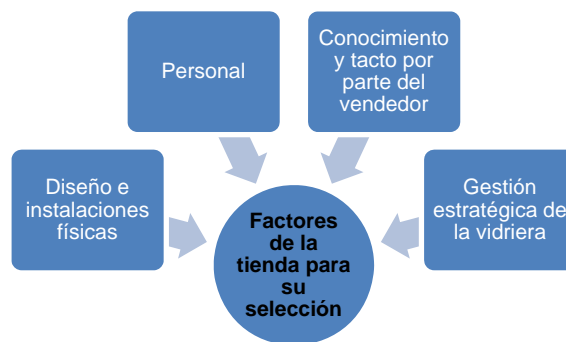 Personal
Conocimiento
y tacto por
parte del
vendedor
Diseño e
instalaciones
físicas
Gestión
estratégica de
la vidriera
Factores
de la
tienda para
su
selección